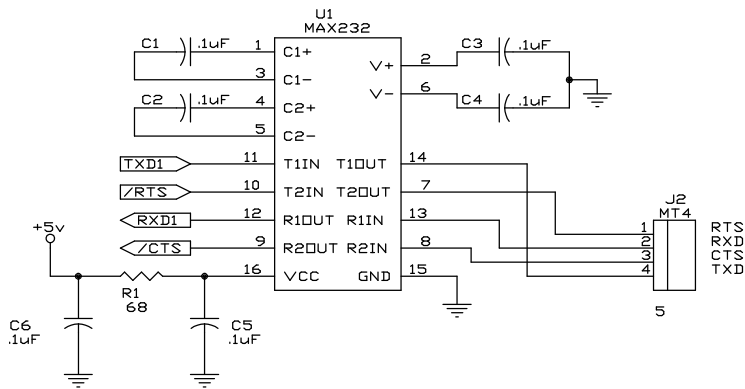 U1
MAX232
C1 .1uF 1 C1+
3 C1-
C2 .1uF 4 C2+
5 C2-
TXD1 11 T1IN
/RTS 10 T2IN
RXD1 12 R1OUT
/CTS 9 R2OUT
16 VCC
V+ 2 C3 .1uF
V- 6 C4 .1uF
T1OUT 14
T2OUT 7
R1IN 13
R2IN 8
GND 15
+5v
R1
68
C6
.1uF
C5
.1uF
J2
MT4
1 RTS
2 RXD
3 CTS
4 TXD
5